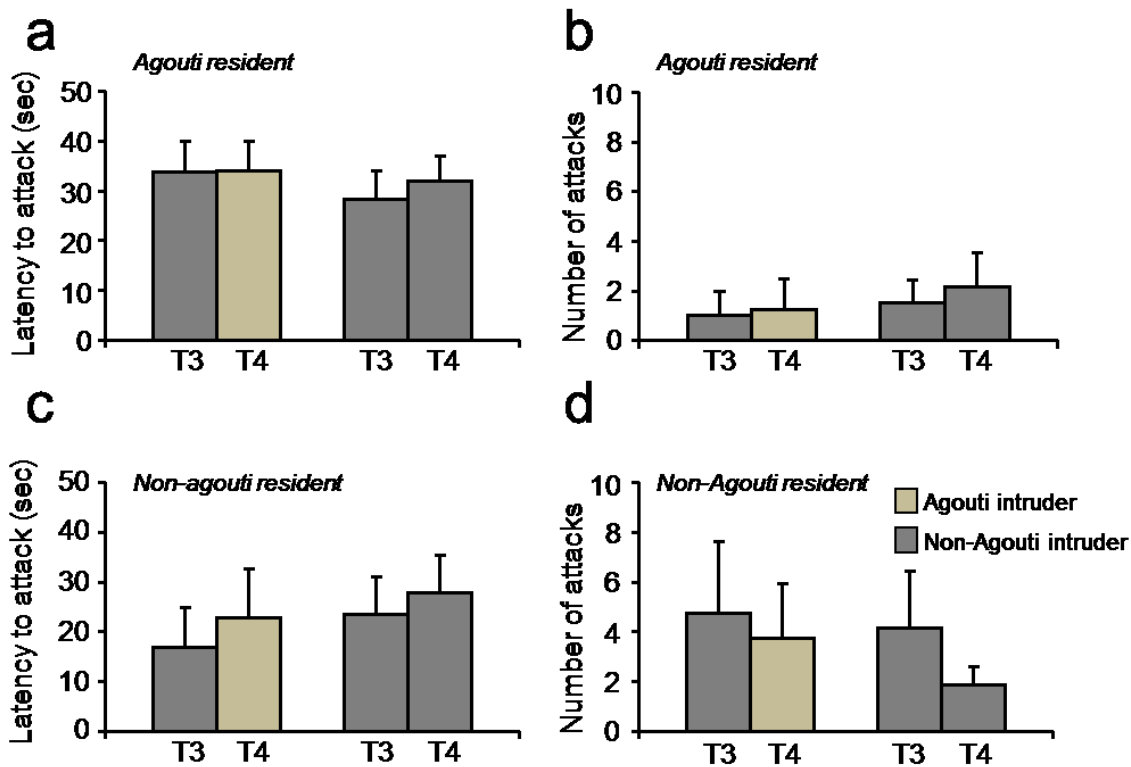 a
Agouti resident
Latency to attack (sec)
50
40
30
20
10
0
T3 T4 T3 T4
b
Agouti resident
Number of attacks
10
8
6
4
2
0
T3 T4 T3 T4
c
Non-agouti resident
Latency to attack (sec)
50
40
30
20
10
0
T3 T4 T3 T4
d
Non-Agouti resident
Number of attacks
10
8
6
4
2
0
Agouti intruder
Non-Agouti intruder
T3 T4 T3 T4